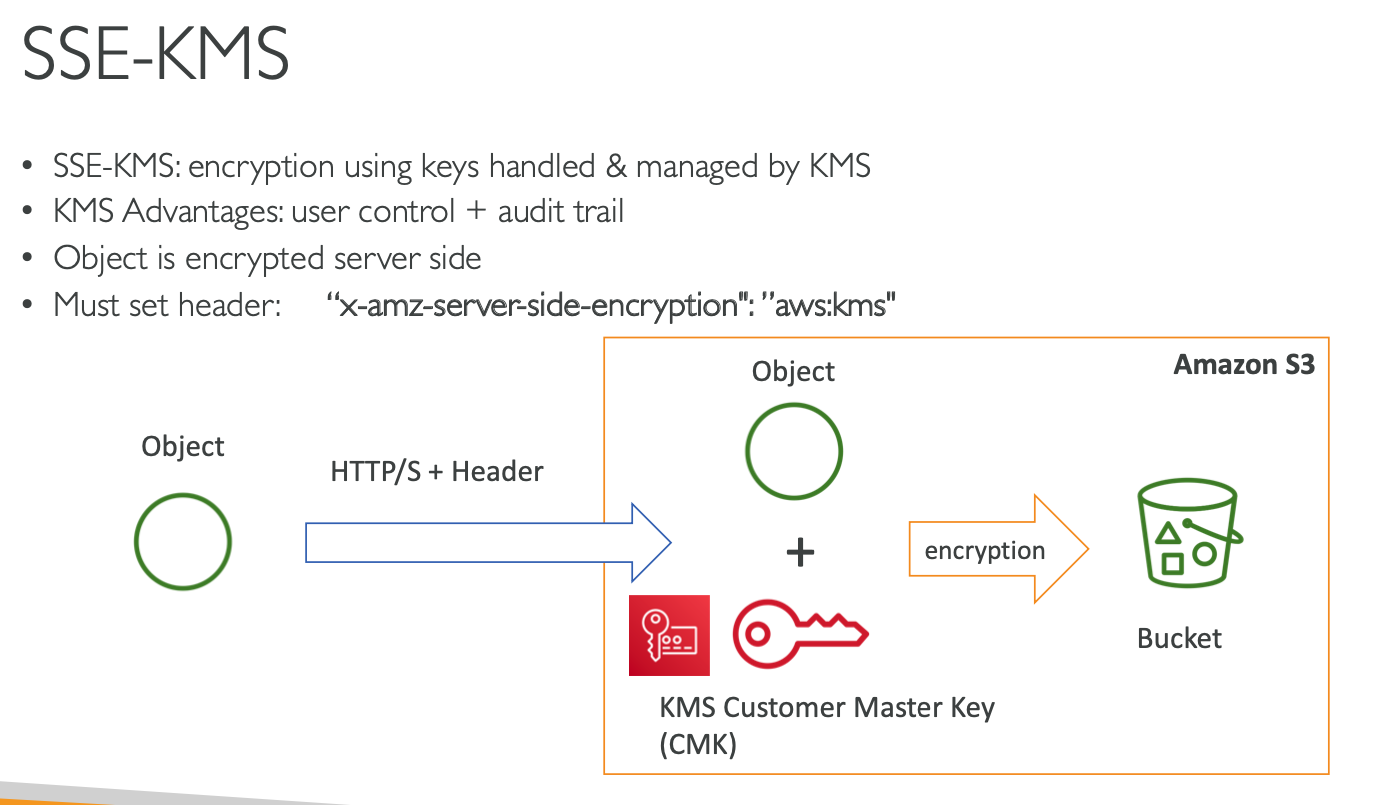 SSE-KMS
• SSE-KMS: encryption using keys handled & managed by KMS
• KMS Advantages: user control + audit trail
• Object is encrypted server side
• Must set header: “x-amz-server-side-encryption": ”aws:kms"
Object
HTTP/S + Header
Amazon S3
Object
+
KMS Customer Master Key
(CMK)
encryption
Bucket